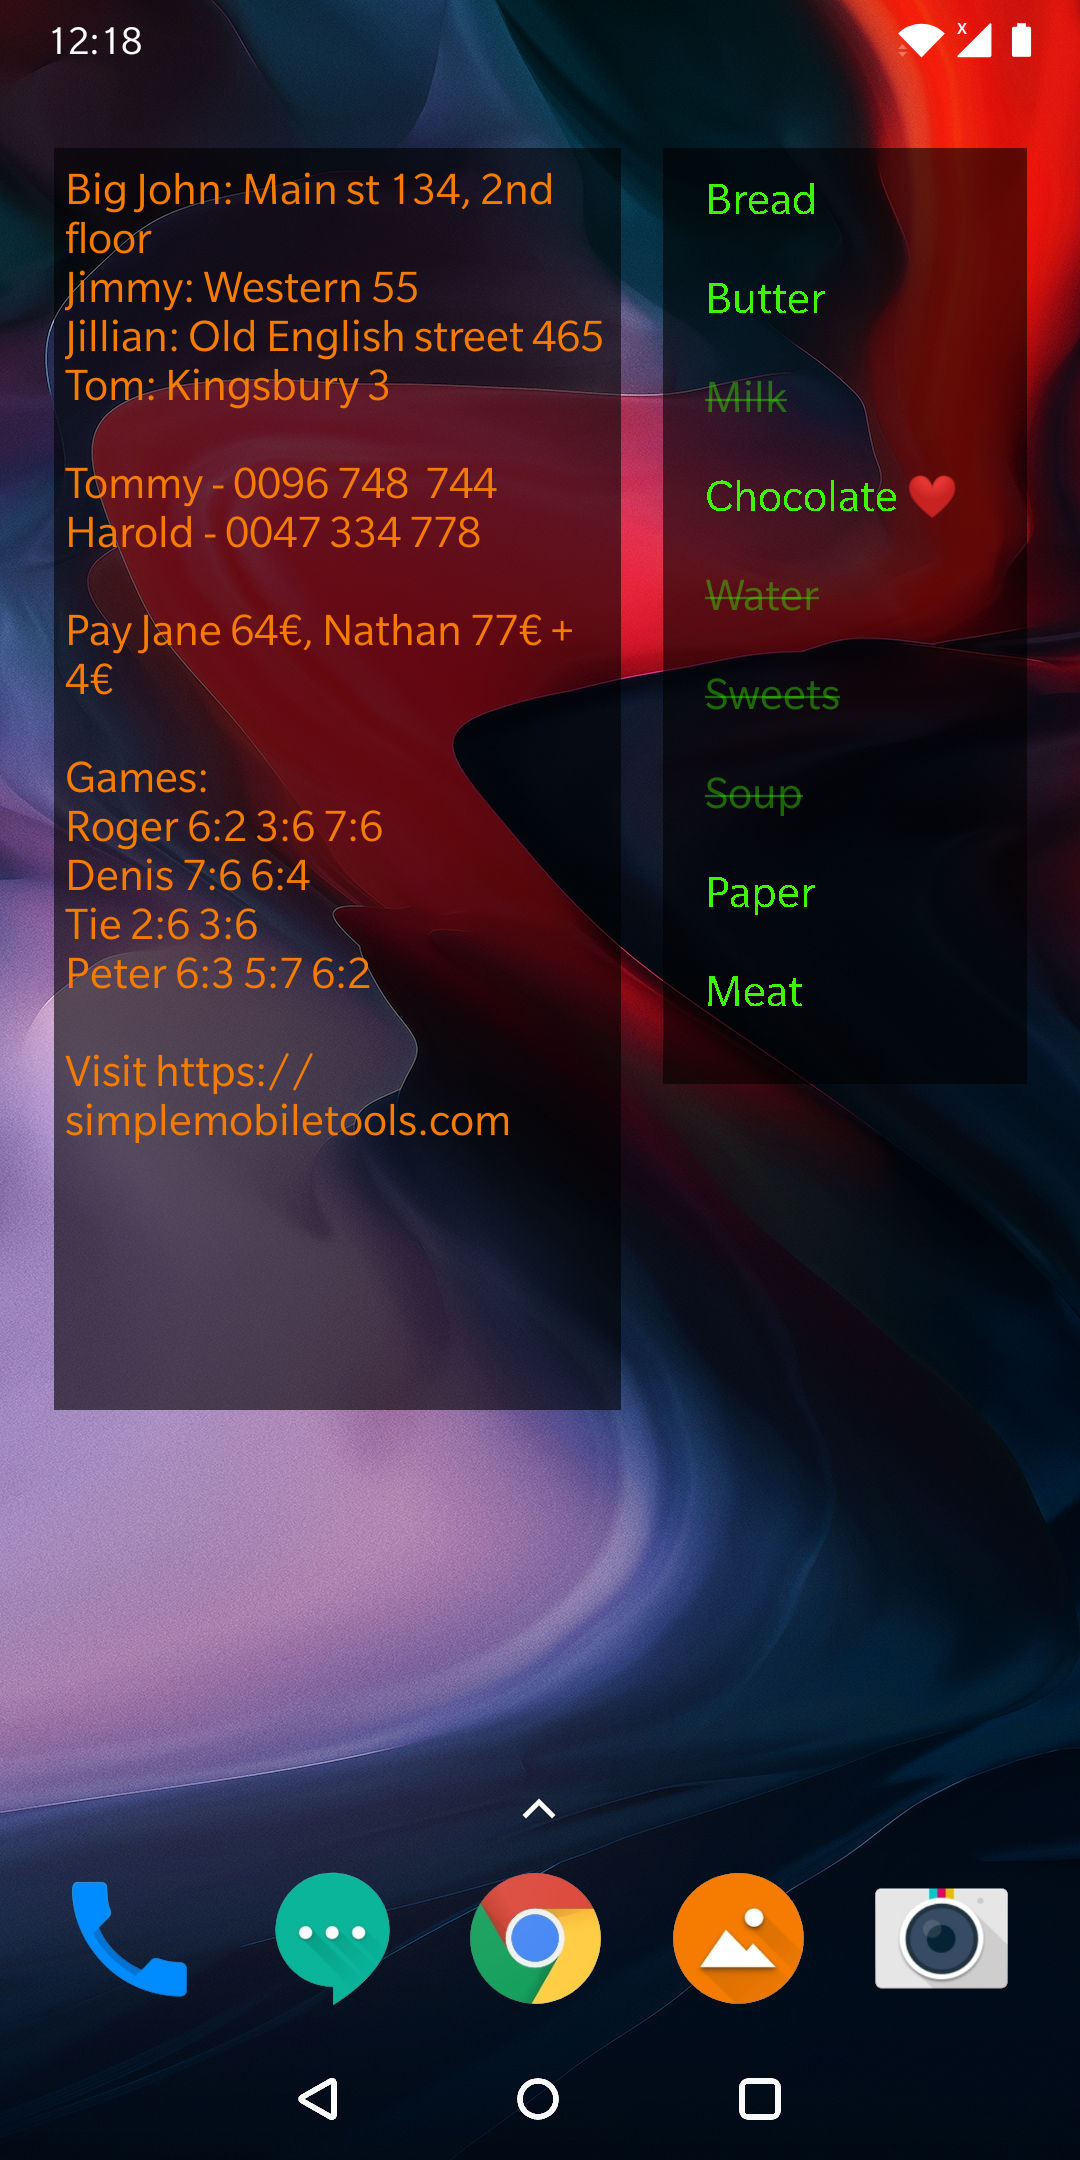 12:18
Big John: Main st 134, 2nd
floor
Jimmy: Western 55
Jillian: Old English street 465
Tom: Kingsbury 3
Tommy - 0096 748  744
Harold - 0047 334 778
Pay Jane 64€, Nathan 77€ +
4€
Games:
Roger 6:2 3:6 7:6
Denis 7:6 6:4
Tie 2:6 3:6
Peter 6:3 5:7 6:2
Visit https://
simplemobiletools.com
Bread
Butter
Milk
Chocolate ❤️
Water
Sweets
Soup
Paper
Meat